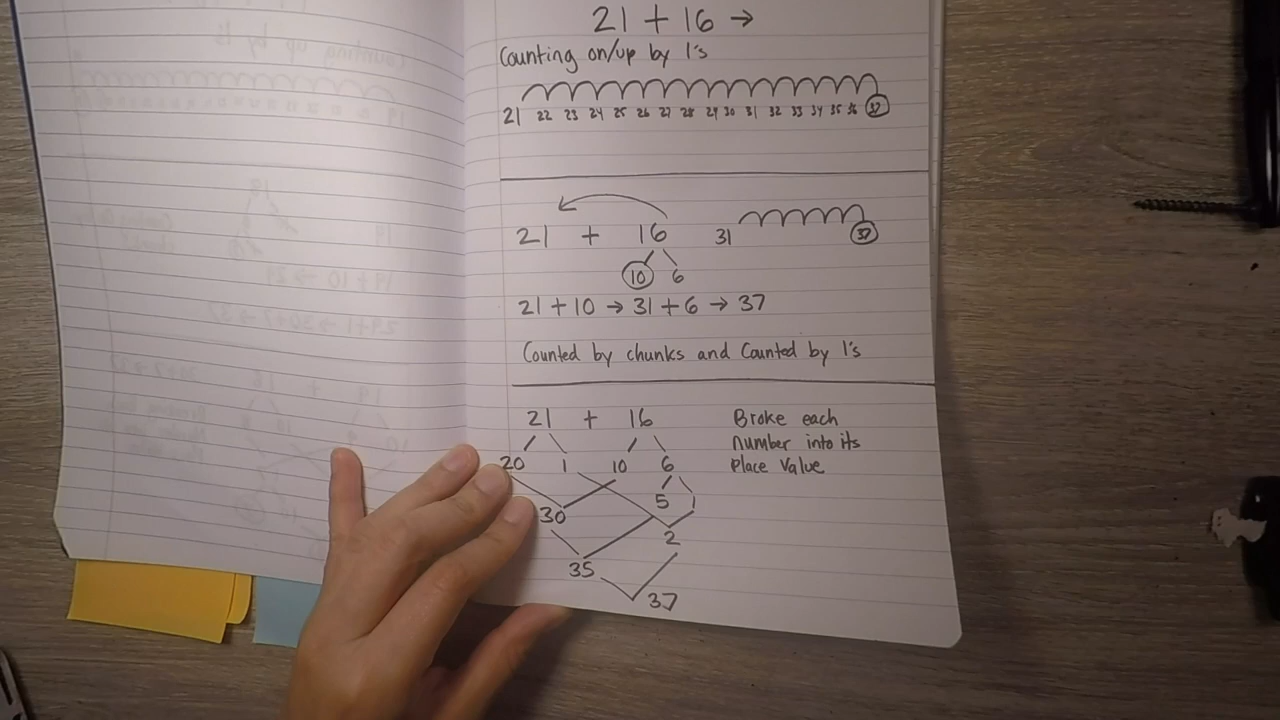 21 + 16 →
Counting on/up by 1's
21 22 23 24 25 26 27 28 29 30 31 32 33 34 35 36 37
21 + 16
10 6
31 37
21 + 10 → 31 + 6 → 37
Counted by chunks and Counted by 1's
21 + 16
20 1 10 6
5 1
30
2
35
37
Broke each
number into its
Place Value